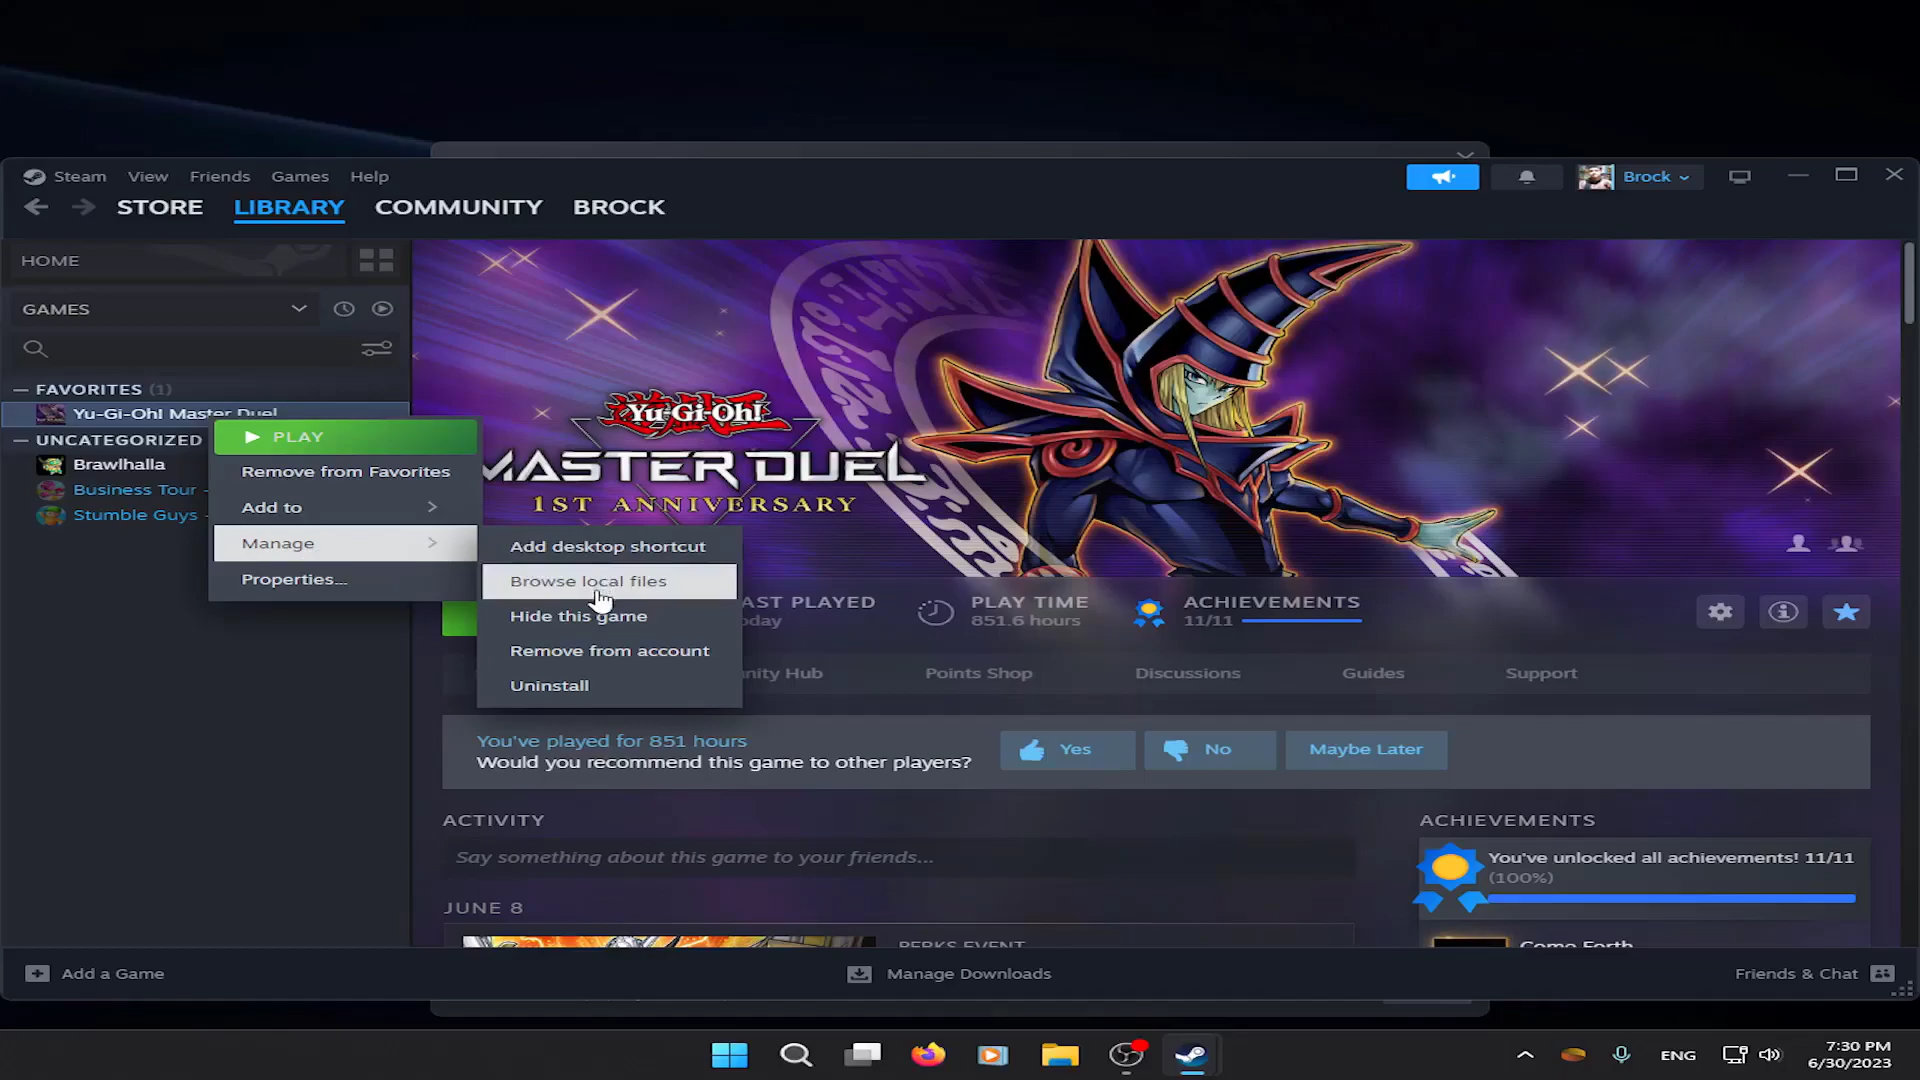 Steam View Friends Games Help
Brock
STORE LIBRARY COMMUNITY BROCK
HOME
GAMES
FAVORITES (1)
Yu-Gi-Oh! Master Duel
UNCATEGORIZED
Brawlhalla
Business Tour -
Stumble Guys -
PLAY
Remove from Favorites
Add to
Manage
Properties...
Add desktop shortcut
Browse local files
Hide this game
Remove from account
Uninstall
Yu-Gi-Oh!
MASTER DUEL
1ST ANNIVERSARY
AST PLAYED
oday
PLAY TIME
851.6 hours
ACHIEVEMENTS
11/11
nity Hub
Points Shop
Discussions
Guides
Support
You've played for 851 hours
Would you recommend this game to other players?
Yes
No
Maybe Later
ACTIVITY
Say something about this game to your friends...
JUNE 8
PERKS EVENT
ACHIEVEMENTS
You've unlocked all achievements! 11/11
(100%)
Come Forth
Add a Game
Manage Downloads
Friends & Chat
ENG
7:30 PM
6/30/2023